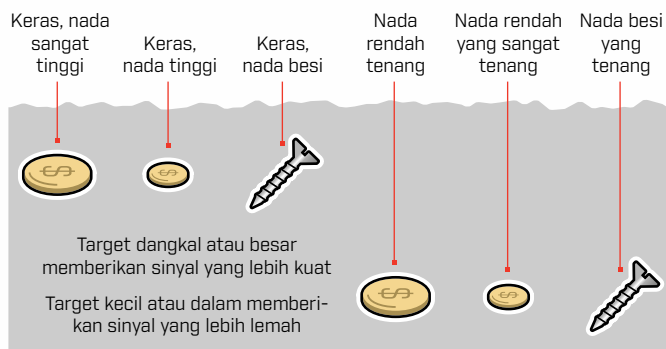 Keras, nada
sangat
tinggi
Keras,
nada tinggi
Keras,
nada besi
Nada
rendah
tenang
Nada rendah
yang sangat
tenang
Nada besi
yang
tenang
Target dangkal atau besar
memberikan sinyal yang lebih kuat
Target kecil atau dalam memberi-
kan sinyal yang lebih lemah